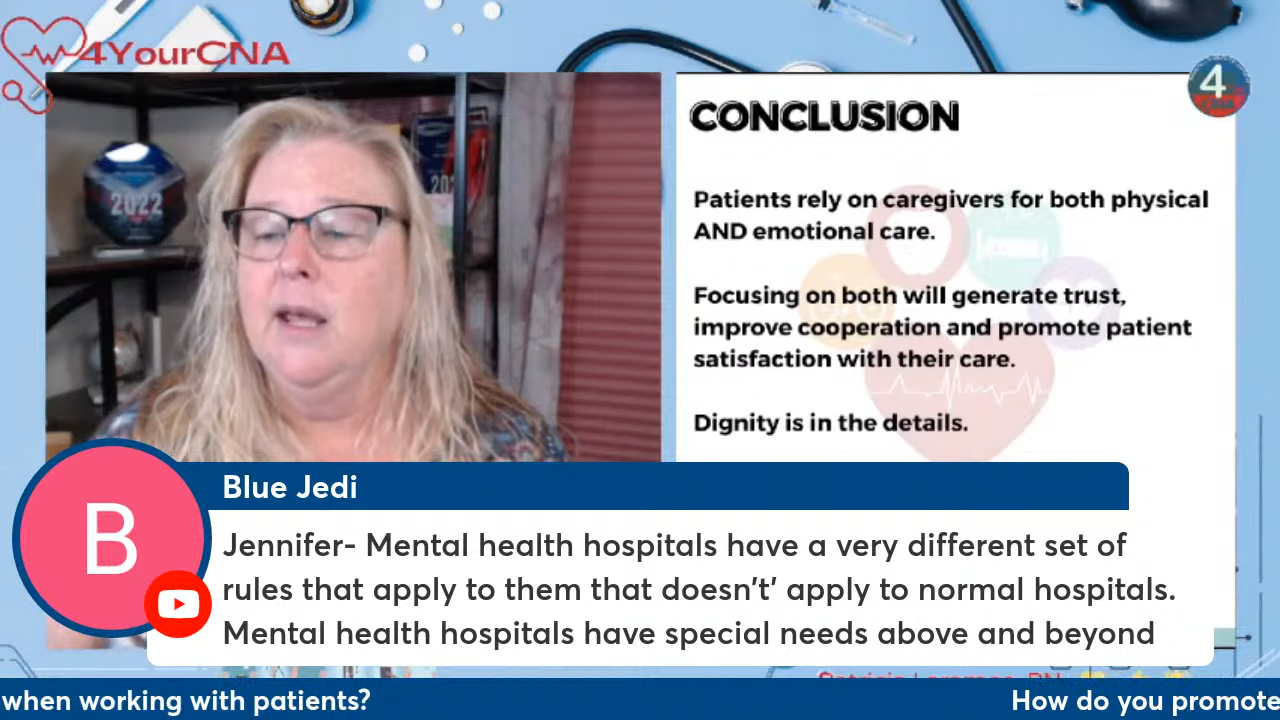 4YourCNA
4
2022
CONCLUSION
Patients rely on caregivers for both physical
AND emotional care.
Focusing on both will generate trust,
improve cooperation and promote patient
satisfaction with their care.
Dignity is in the details.
B
Blue Jedi
Jennifer- Mental health hospitals have a very different set of
rules that apply to them that doesn't' apply to normal hospitals.
Mental health hospitals have special needs above and beyond
when working with patients?
How do you promote